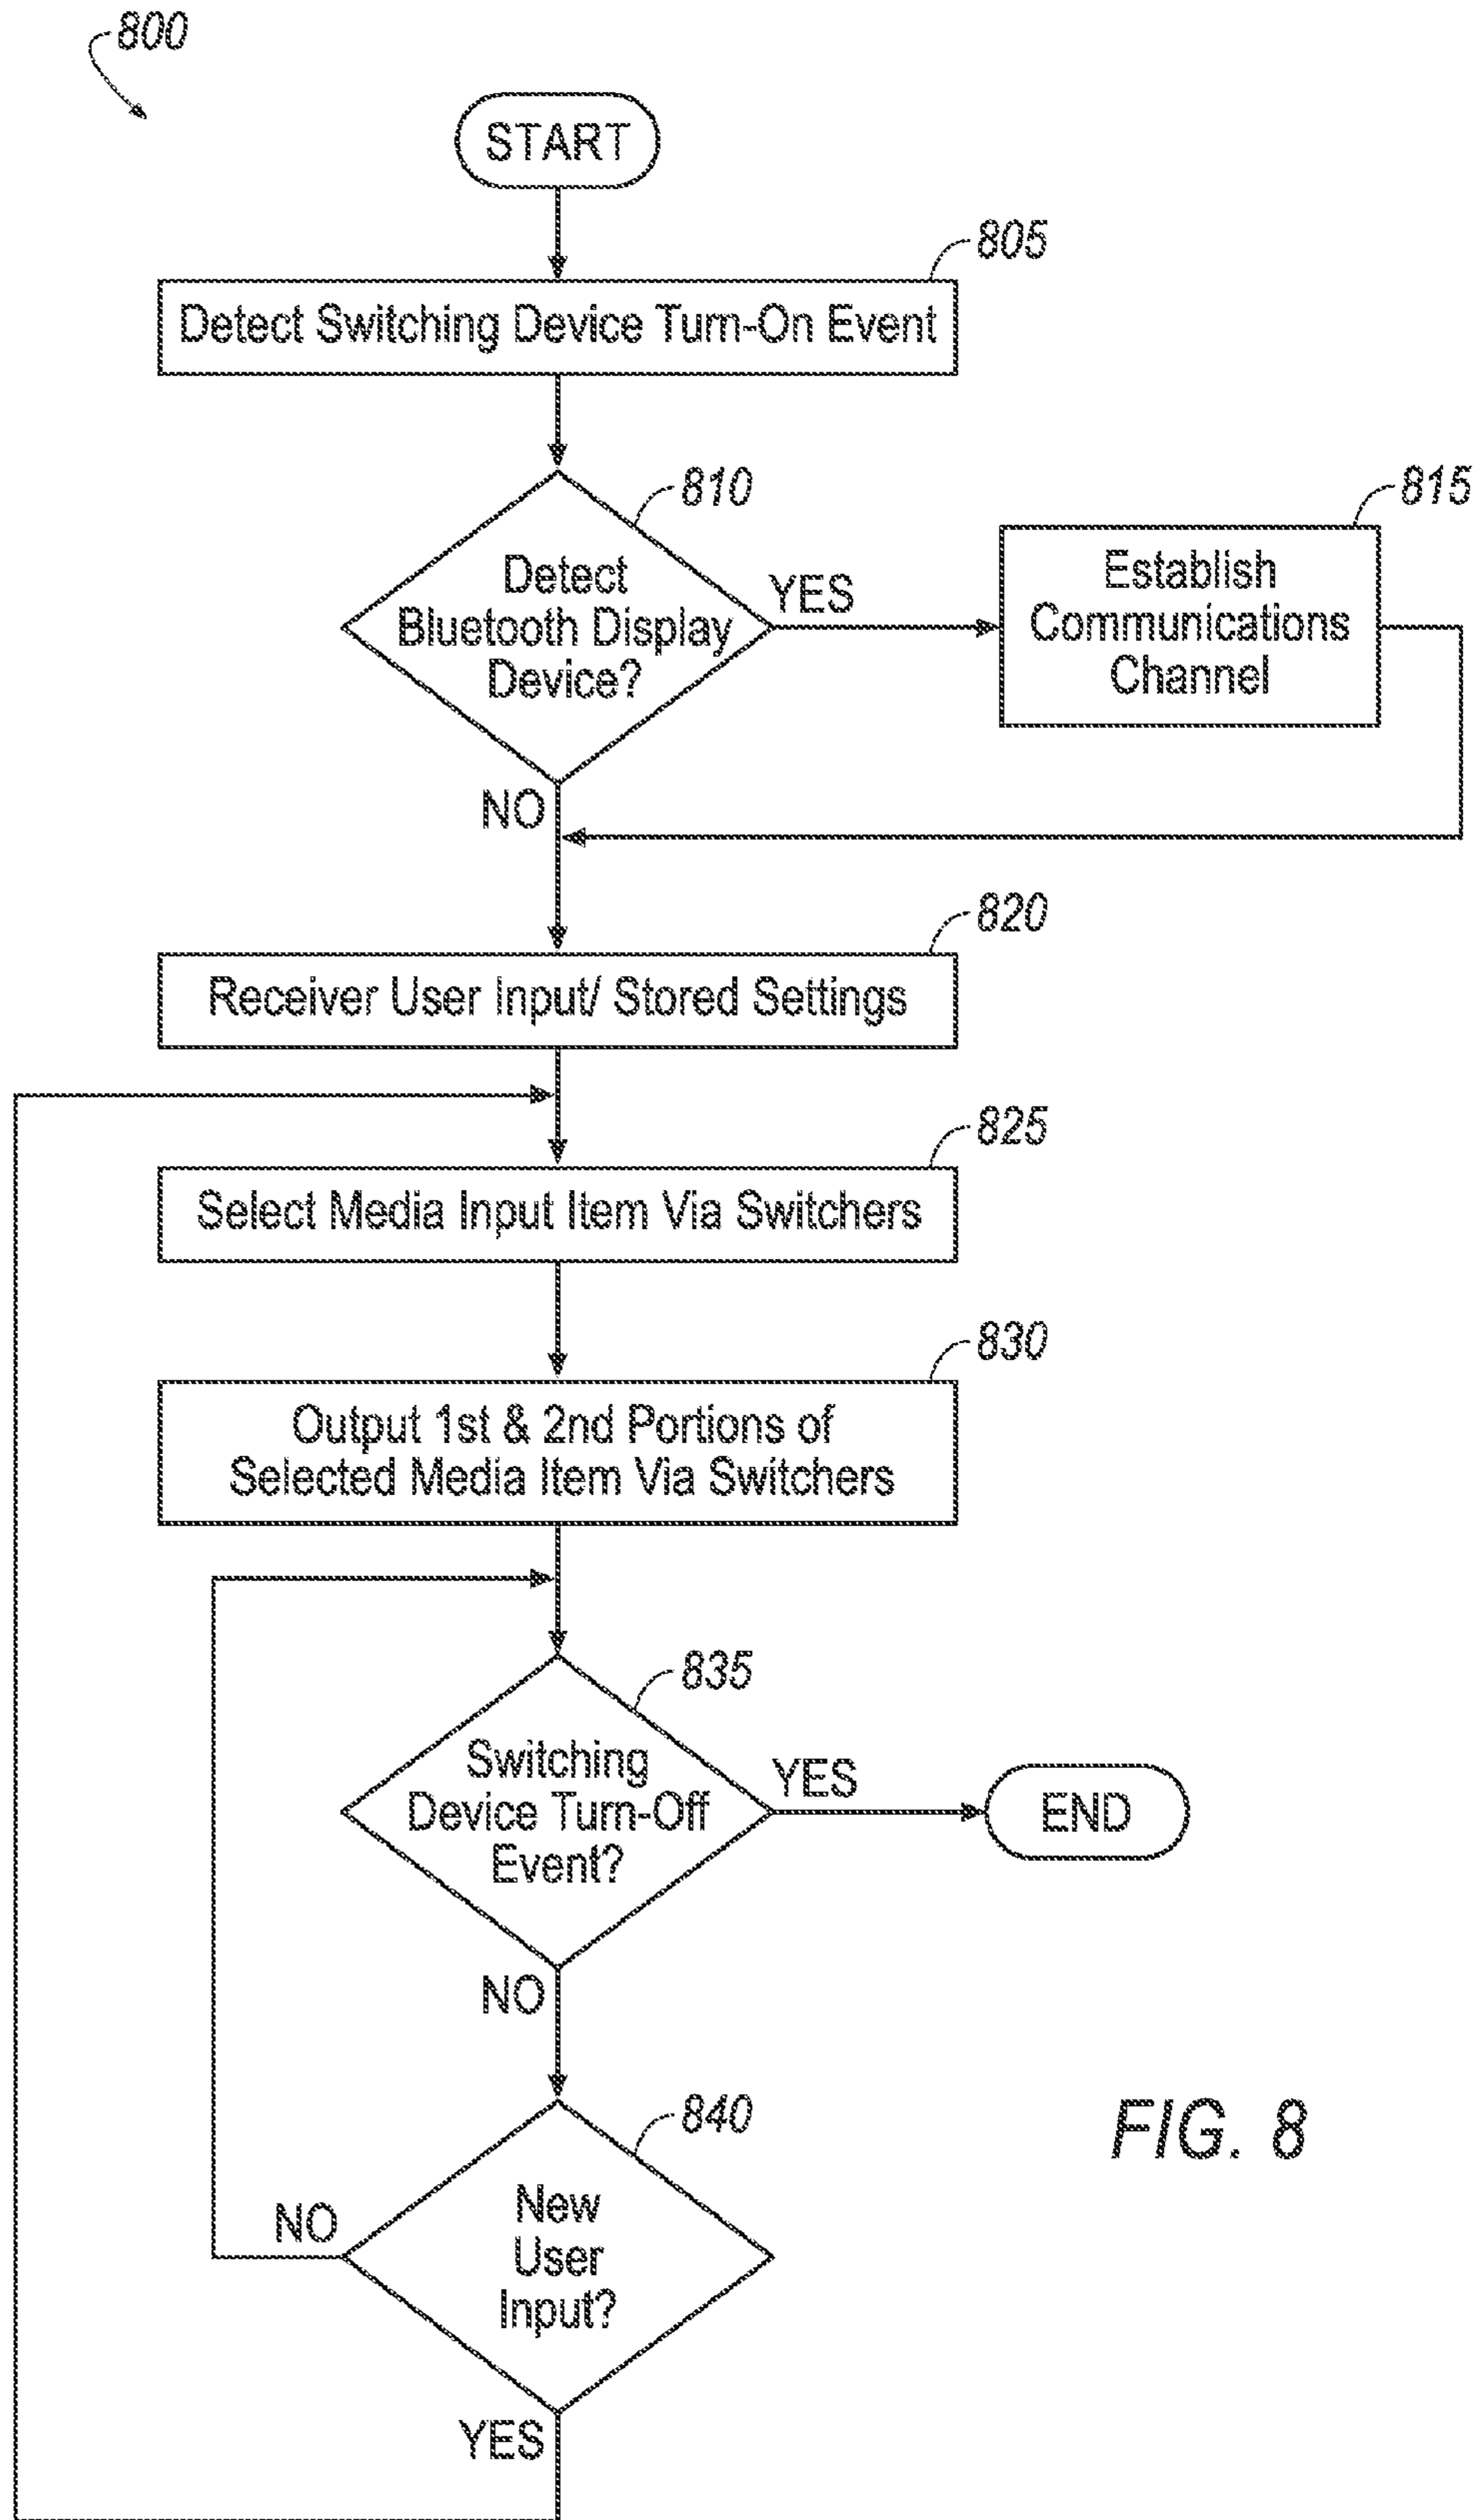 800
START
805
Detect Switching Device Turn-On Event
810
Detect
Bluetooth Display
Device?
YES
815
Establish
Communications
Channel
NO
820
Receiver User Input/ Stored Settings
825
Select Media Input Item Via Switchers
830
Output 1st & 2nd Portions of
Selected Media Item Via Switchers
835
Switching
Device Turn-Off
Event?
YES
END
NO
840
New
User
Input?
NO
YES
FIG. 8